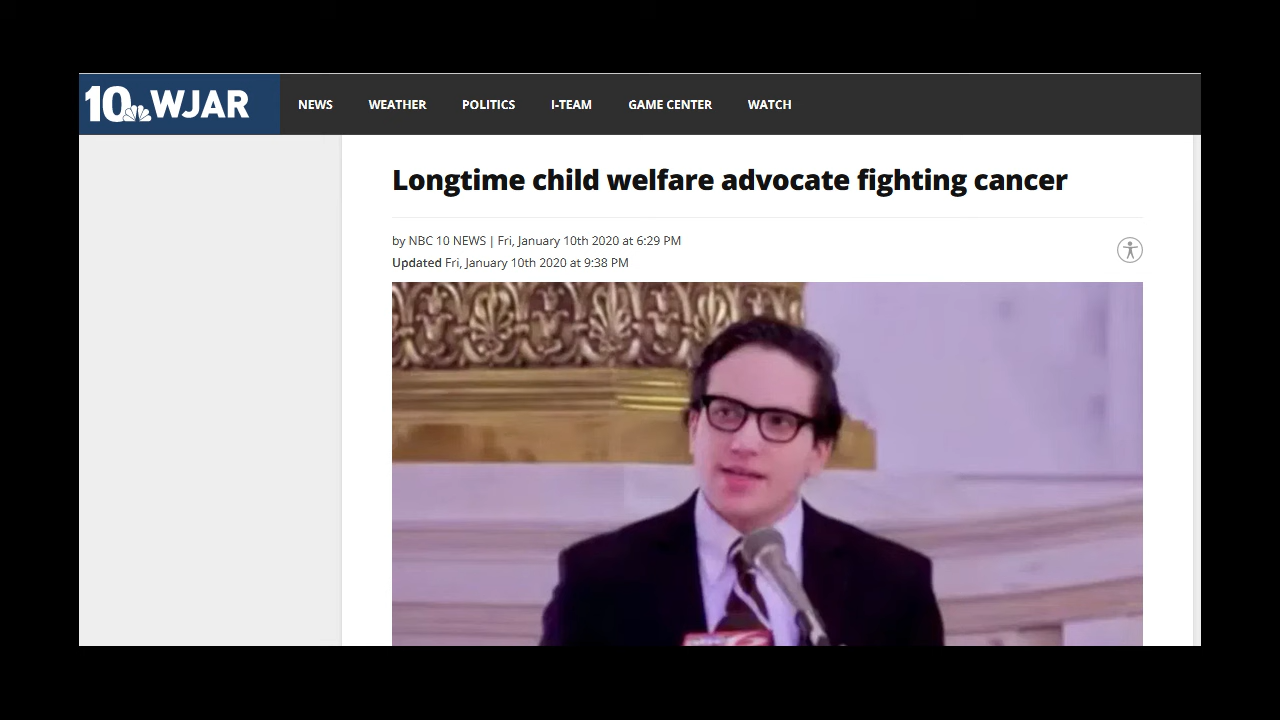 10 WJAR
NEWS WEATHER POLITICS I-TEAM GAME CENTER WATCH
Longtime child welfare advocate fighting cancer
by NBC 10 NEWS | Fri, January 10th 2020 at 6:29 PM
Updated Fri, January 10th 2020 at 9:38 PM